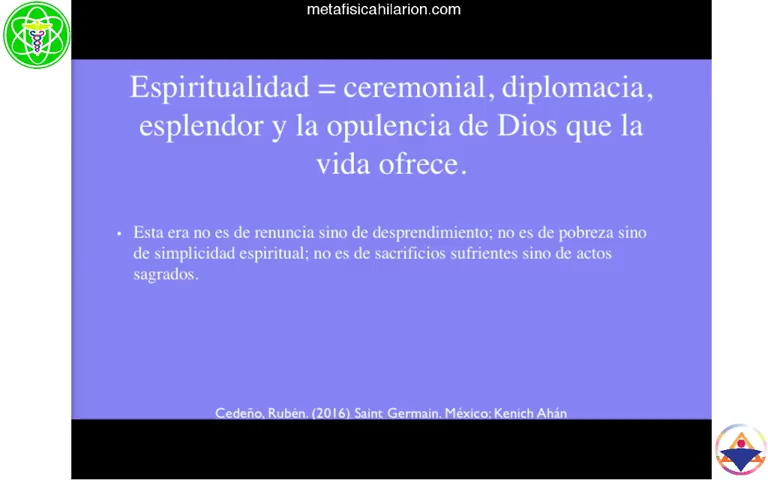 metafisicahilarion.com
Espiritualidad = ceremonial, diplomacia,
esplendor y la opulencia de Dios que la
vida ofrece.
• Esta era no es de renuncia sino de desprendimiento; no es de pobreza sino
de simplicidad espiritual; no es de sacrificios sufrientes sino de actos
sagrados.
Cedeño, Rubén. (2016) Saint Germain. México: Kenich Ahán